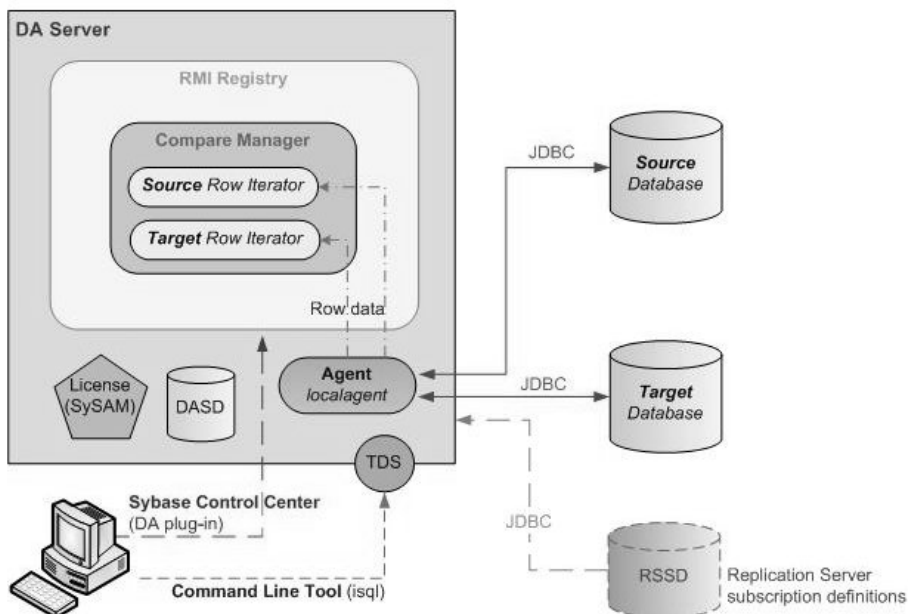 DA Server
RMI Registry
Compare Manager
Source Row Iterator
Target Row Iterator
Row data
License
(SySAM)
DASD
Agent
localagent
TDS
JDBC
Source
Database
JDBC
Target
Database
JDBC
RSSD
Replication Server
subscription definitions
Sybase Control Center
(DA plug-in)
Command Line Tool (isql)